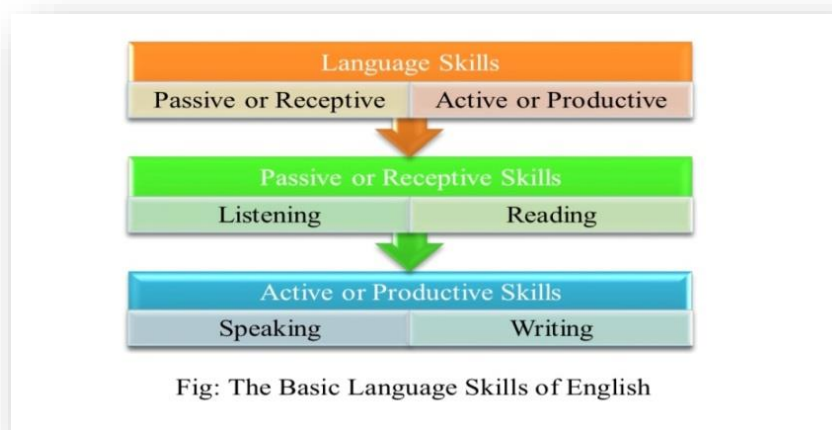 Language Skills
Passive or Receptive Active or Productive
Passive or Receptive Skills
Listening Reading
Active or Productive Skills
Speaking Writing
Fig: The Basic Language Skills of English